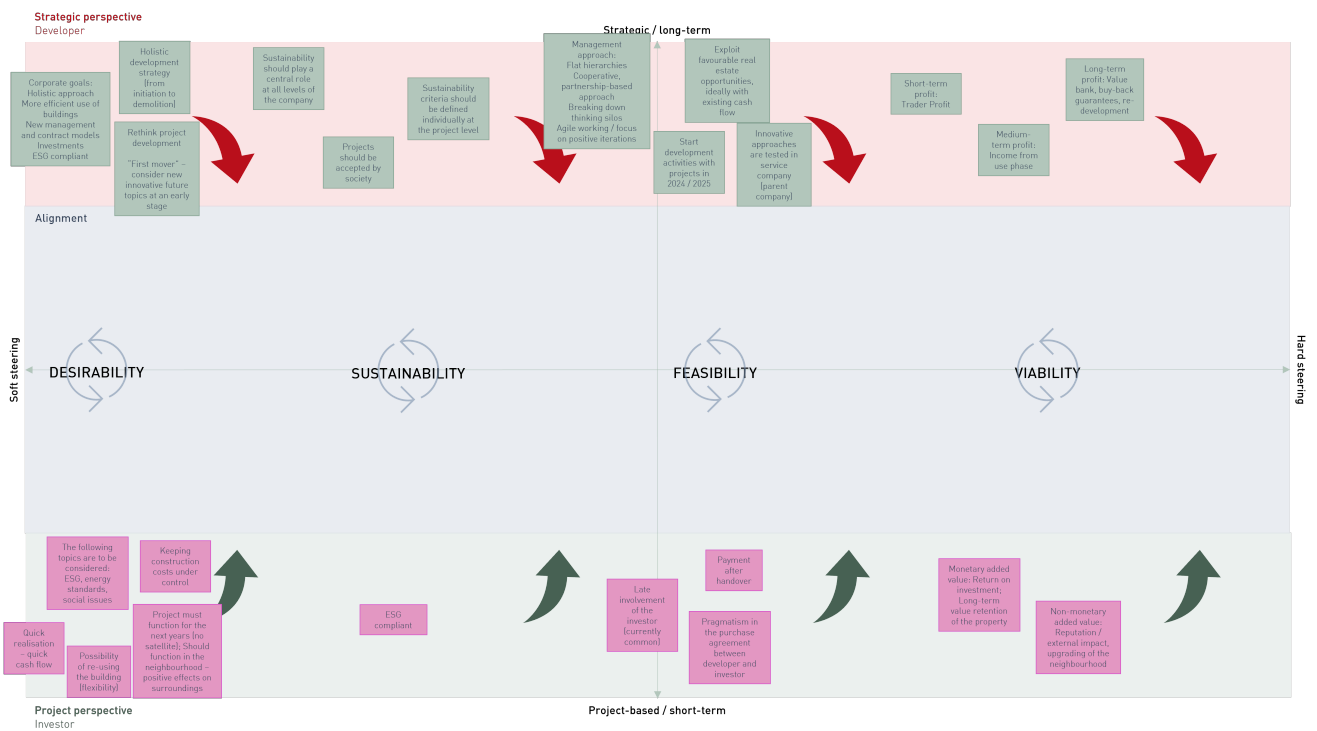 Strategic perspective
Developer
Strategic / long-term
Corporate goals:
Holistic approach
More efficient use of
buildings
New management
and contract models
Investments
ESG compliant
Holistic
development
strategy
(from
initiation to
demolition)
Rethink project
development
"First mover" –
consider new
innovative future
topics at an early
stage
Sustainability
should play a
central role
at all levels of
the company
Projects
should be
accepted by
society
Sustainability
criteria should
be defined
individually at
the project level
Management
approach:
Flat hierarchies
Cooperative,
partnership-based
approach
Breaking down
thinking silos
Agile working / focus
on positive iterations
Exploit
favourable real
estate
opportunities,
ideally with
existing cash
flow
Start
development
activities with
projects in
2024 / 2025
Innovative
approaches
are tested in
service
company
(parent
company)
Short-term
profit:
Trader Profit
Medium-
term profit:
Income from
use phase
Long-term
profit: Value
bank, buy-back
guarantees, re-
development
Alignment
Soft steering
DESIRABILITY
SUSTAINABILITY
FEASIBILITY
VIABILITY
Hard steering
The following
topics are to be
considered:
ESG, energy
standards,
social issues
Keeping
construction
costs under
control
Quick
realisation
– quick
cash flow
Possibility
of re-using
the building
(flexibility)
Project must
function for the
next years (no
satellite); Should
function in the
neighbourhood –
positive effects on
surroundings
ESG
compliant
Late
involvement
of the
investor
(currently
common)
Payment
after
handover
Pragmatism in
the purchase
agreement
between
developer and
investor
Monetary added
value: Return on
investment;
Long-term
value retention
of the property
Non-monetary
added value:
Reputation /
external impact,
upgrading of the
neighbourhood
Project perspective
Investor
Project-based / short-term